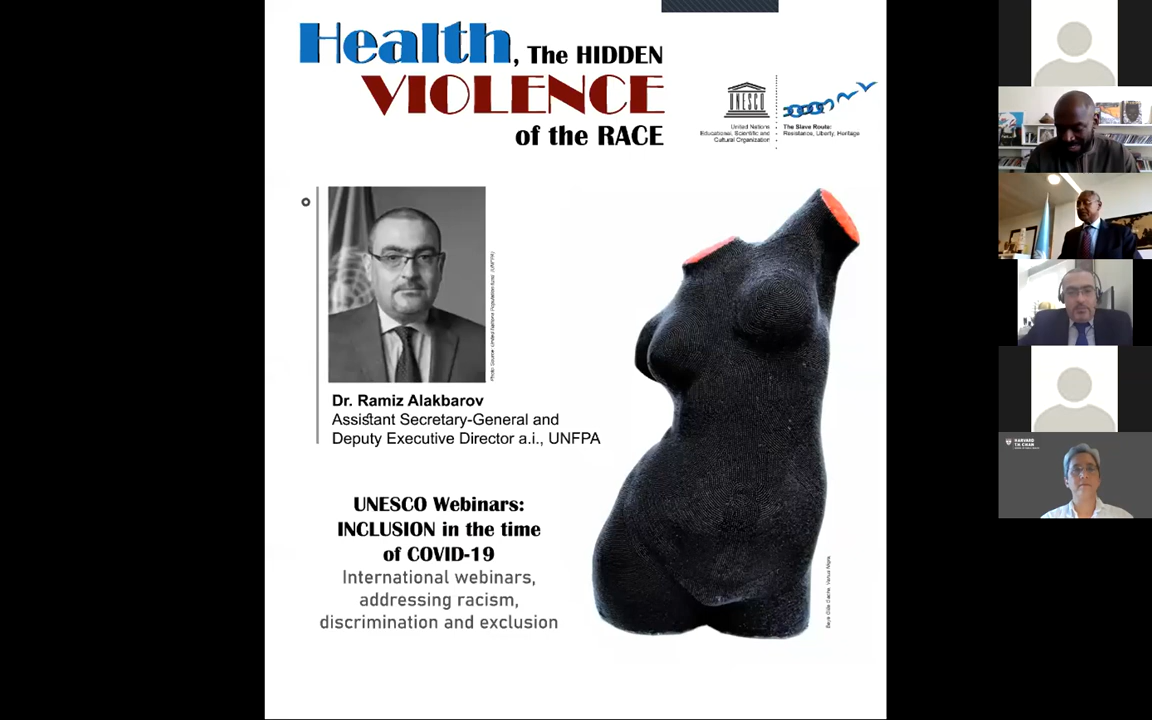 Health, The HIDDEN
VIOLENCE
of the RACE
UNESCO
United Nations
Educational, Scientific and
Cultural Organization
The Slave Route:
Resistance, Liberty, Heritage
Dr. Ramiz Alakbarov
Assistant Secretary-General and
Deputy Executive Director a.i., UNFPA
UNESCO Webinars:
INCLUSION in the time
of COVID-19
International webinars,
addressing racism,
discrimination and exclusion
HARVARD
T.H. CHAN